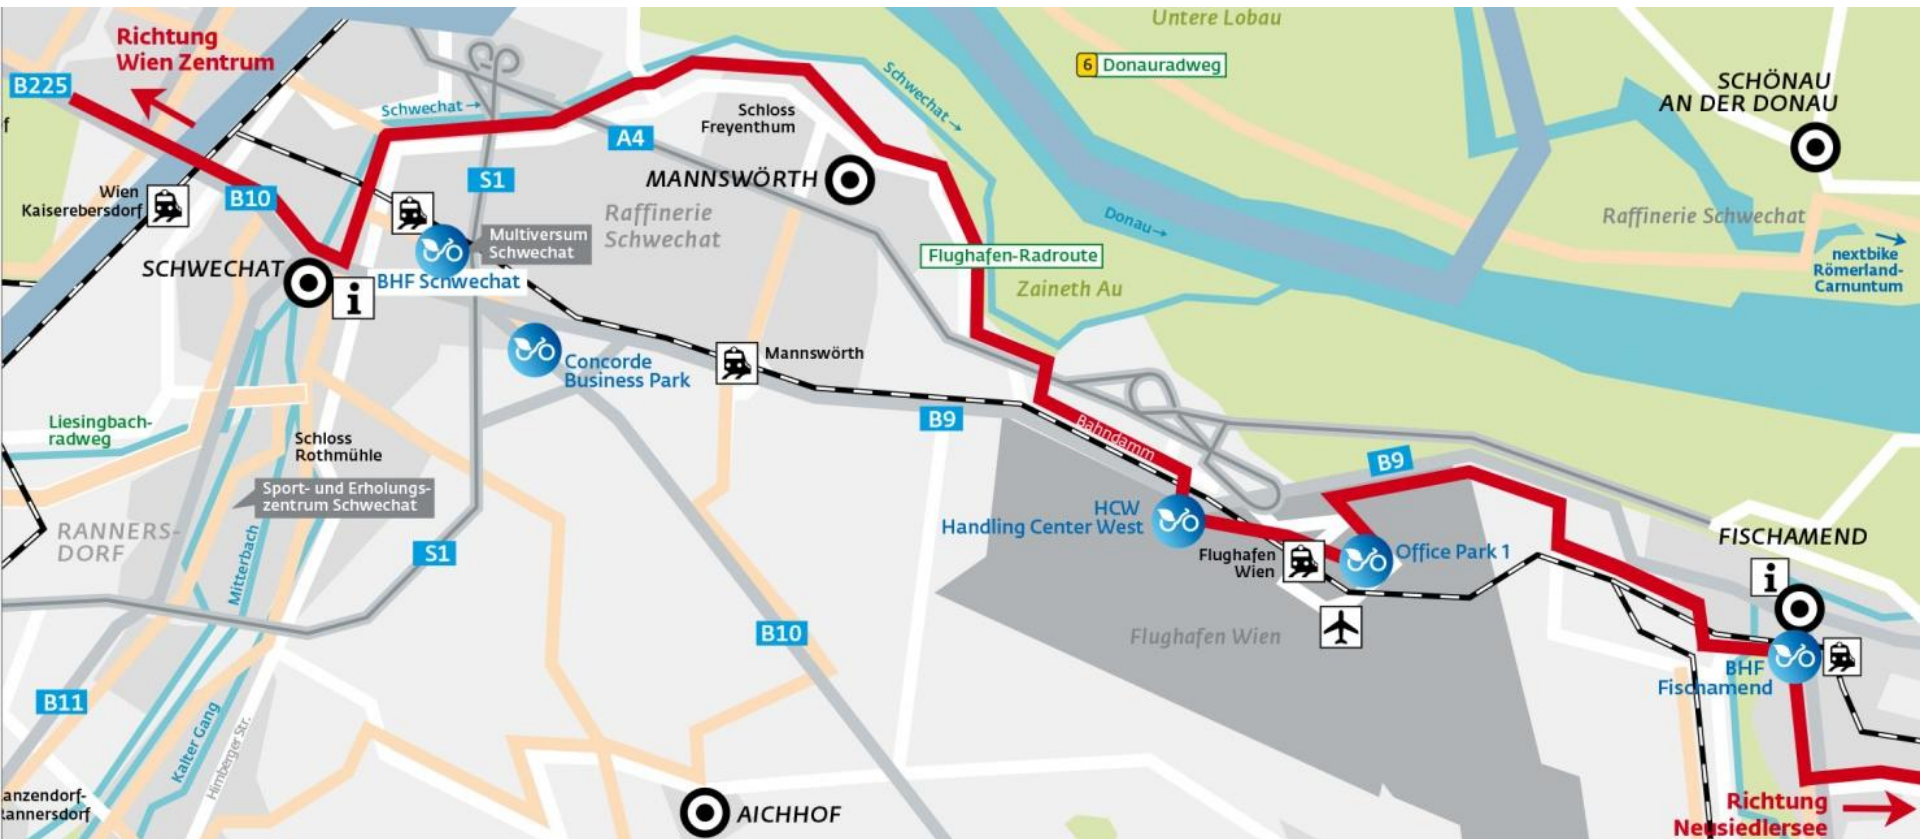 Untere Lobau
Richtung
Wien Zentrum
6 Donauradweg
B225
SCHÖNAU
AN DER DONAU
Schwechat→
Schwechat→
Schloss
Freyenthum
f
A4
S1
MANNSWÖRTH
Wien
Kaiserebersdorf
B10
Raffinerie
Schwechat
Donau→
Raffinerie Schwechat
Multiversum
Schwechat
Flughafen-Radroute
nextbike
Römerland-
Carnuntum
SCHWECHAT
i
BHF Schwechat
Zaineth Au
Concorde
Business Park
Mannswörth
Liesingbach-
radweg
B9
Bahndamm
Schloss
Rothmühle
B9
Sport- und Erholungs-
zentrum Schwechat
HCW
Handling Center West
RANNERS-
DORF
Mitterbach
S1
Flughafen
Wien
Office Park 1
FISCHAMEND
i
B10
Flughafen Wien
BHF
Fischamend
B11
Kalter Gang
Himberger Str.
anzendorf-
annersdorf
AICHHOF
Richtung
Neusiedlersee